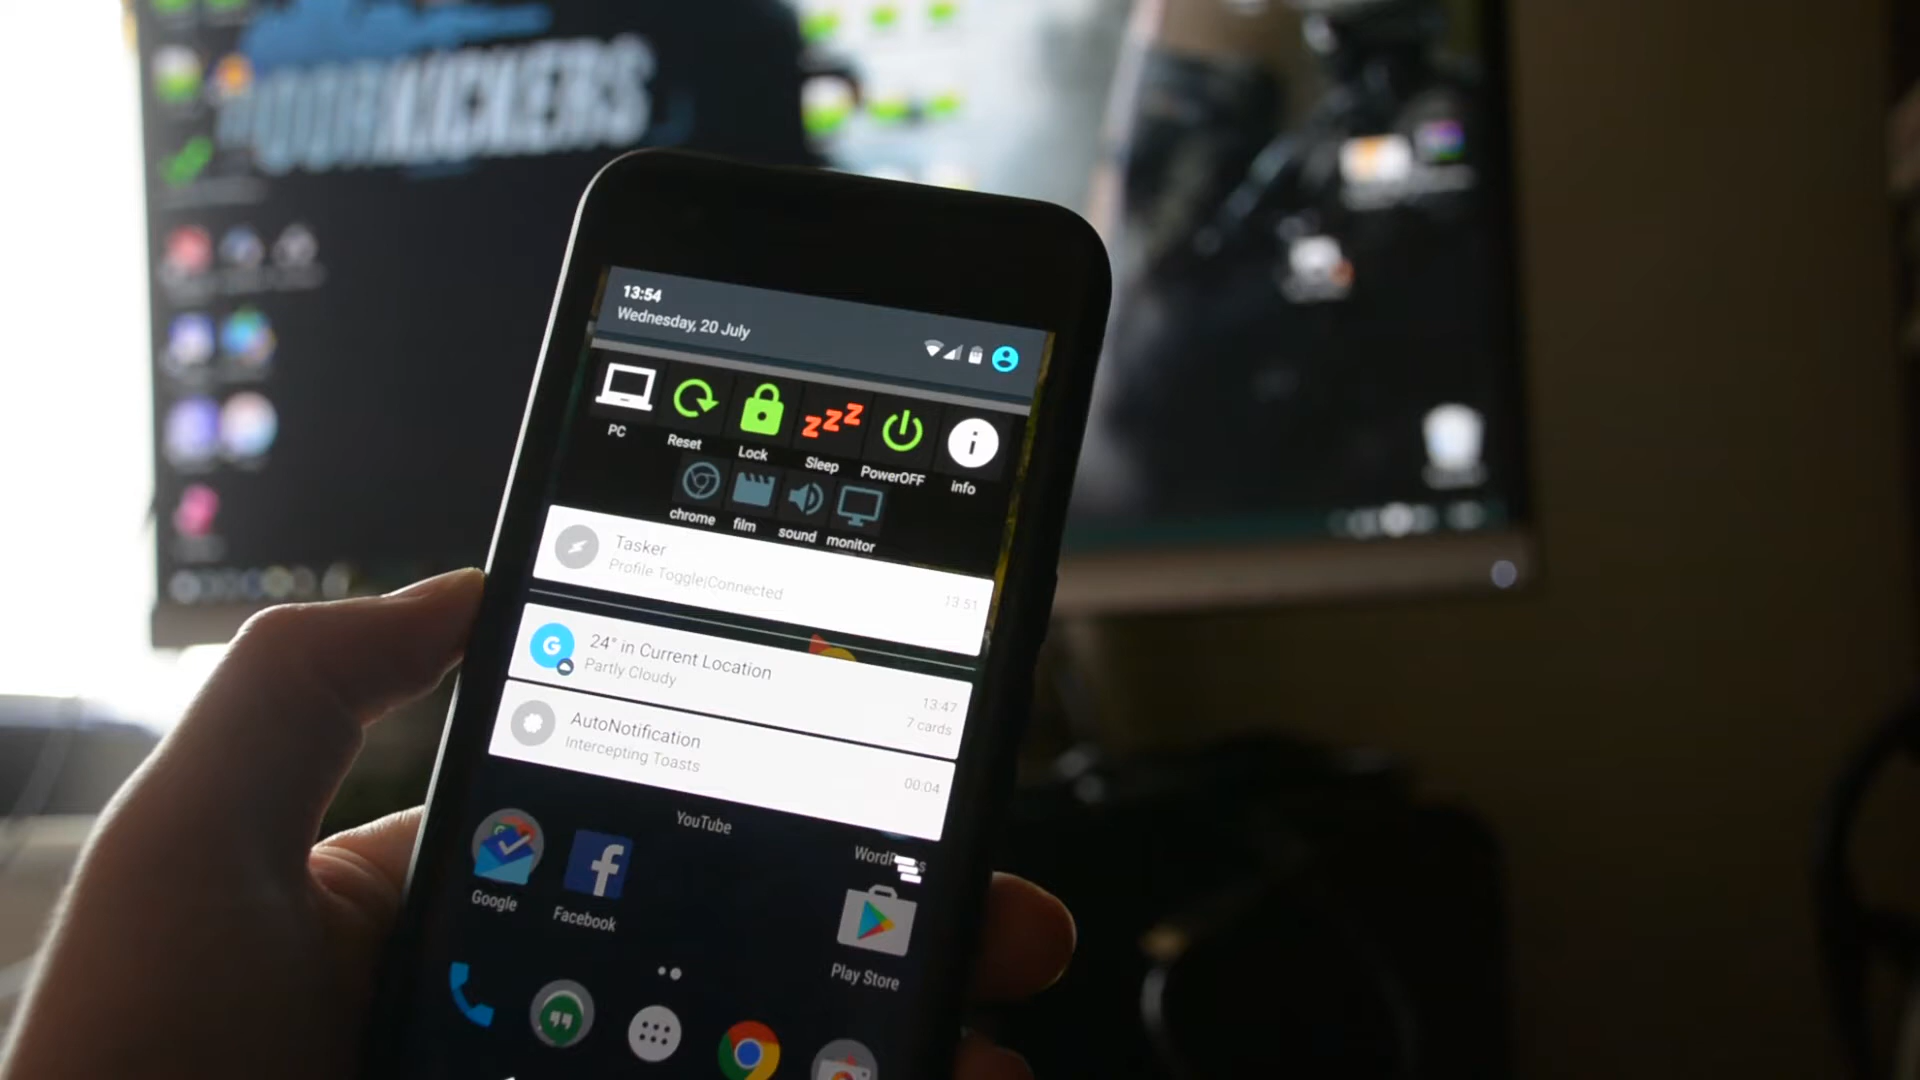 DOORKICKERS
13:54
Wednesday, 20 July
PC
Reset
Lock
Sleep
PowerOFF
info
chrome
film
sound
monitor
Tasker
Profile Toggle|Connected
13:51
24° in Current Location
Partly Cloudy
13:47
7 cards
AutoNotification
Intercepting Toasts
00:04
YouTube
Google
Facebook
Play Store